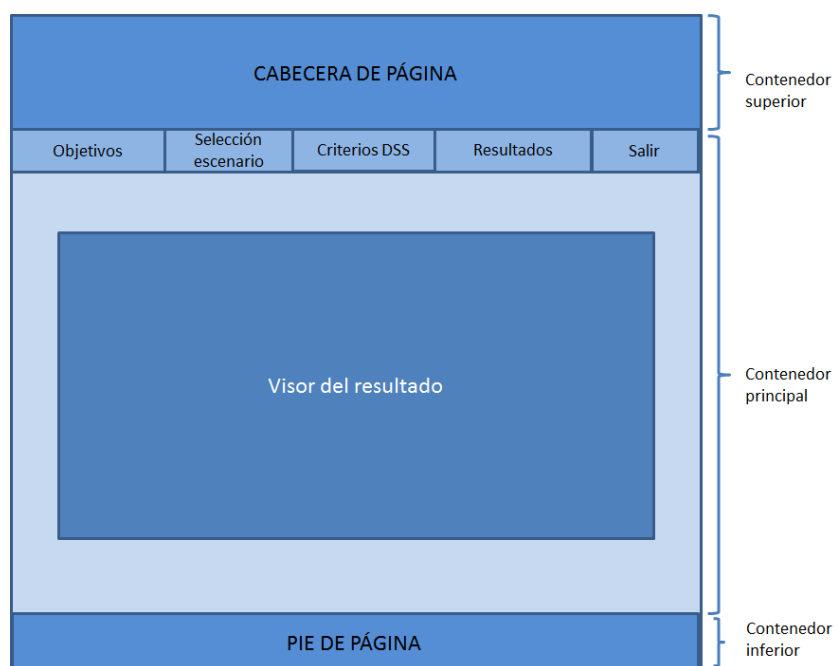 CABECERA DE PÁGINA
Contenedor
superior
Objetivos
Selección
escenario
Criterios DSS
Resultados
Salir
Visor del resultado
Contenedor
principal
PIE DE PÁGINA
Contenedor
inferior